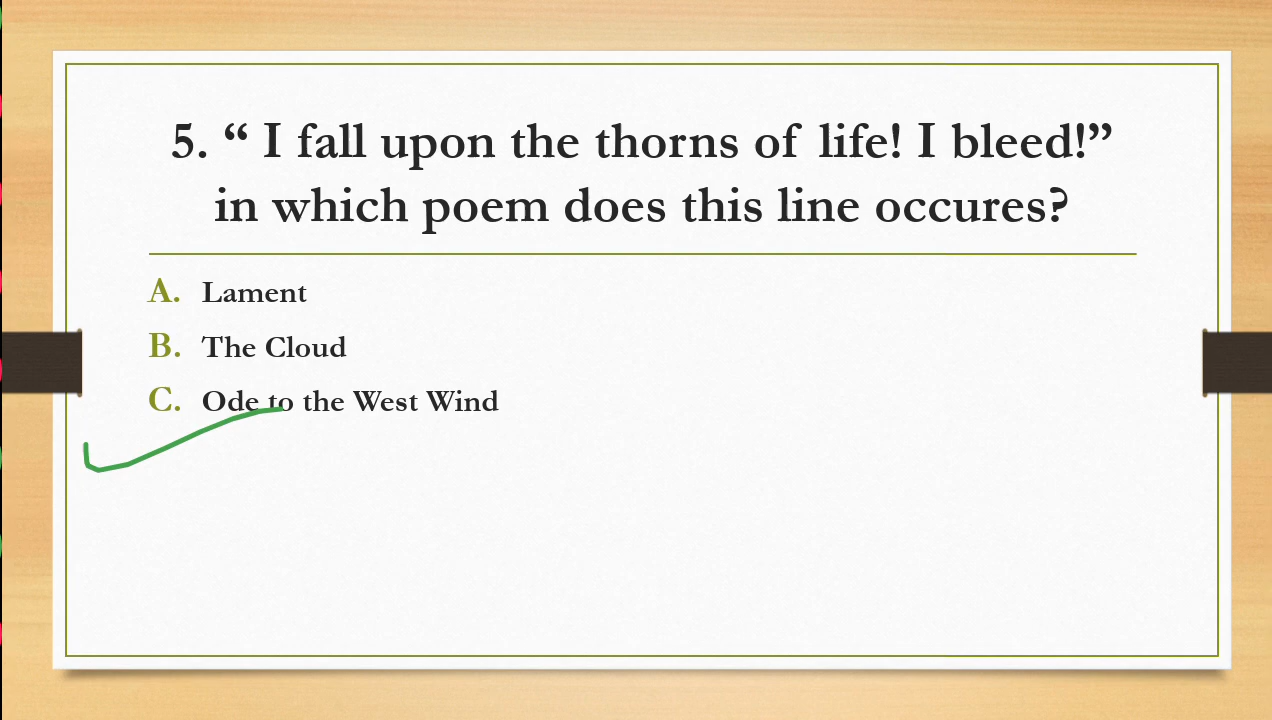 5. “ I fall upon the thorns of life! I bleed!”
in which poem does this line occures?
A. Lament
B. The Cloud
C. Ode to the West Wind